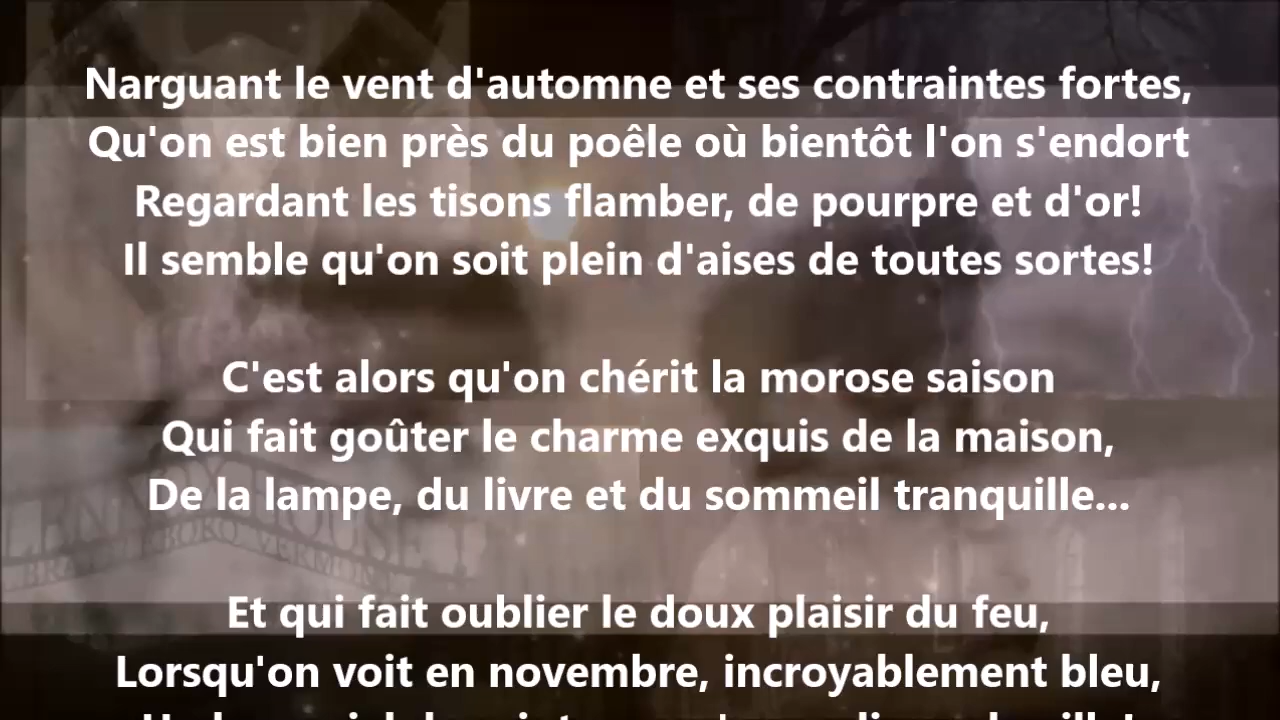 Narguant le vent d'automne et ses contraintes fortes,
Qu'on est bien près du poêle où bientôt l'on s'endort
Regardant les tisons flamber, de pourpre et d'or!
Il semble qu'on soit plein d'aises de toutes sortes!
C'est alors qu'on chérit la morose saison
Qui fait goûter le charme exquis de la maison,
De la lampe, du livre et du sommeil tranquille...
Et qui fait oublier le doux plaisir du feu,
Lorsqu'on voit en novembre, incroyablement bleu,
VERMONT